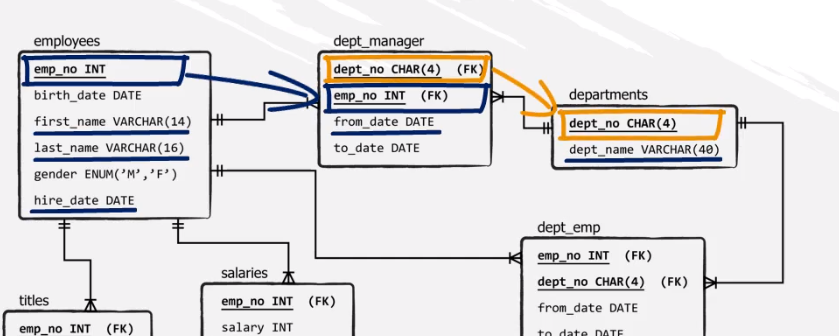 employees
emp_no INT
birth_date DATE
first_name VARCHAR(14)
last_name VARCHAR(16)
gender ENUM('M','F')
hire_date DATE
dept_manager
dept_no CHAR(4) (FK)
emp_no INT (FK)
from_date DATE
to_date DATE
departments
dept_no CHAR(4)
dept_name VARCHAR(40)
dept_emp
emp_no INT (FK)
dept_no CHAR(4) (FK)
from_date DATE
to_date DATE
salaries
emp_no INT (FK)
salary INT
titles
emp_no INT (FK)